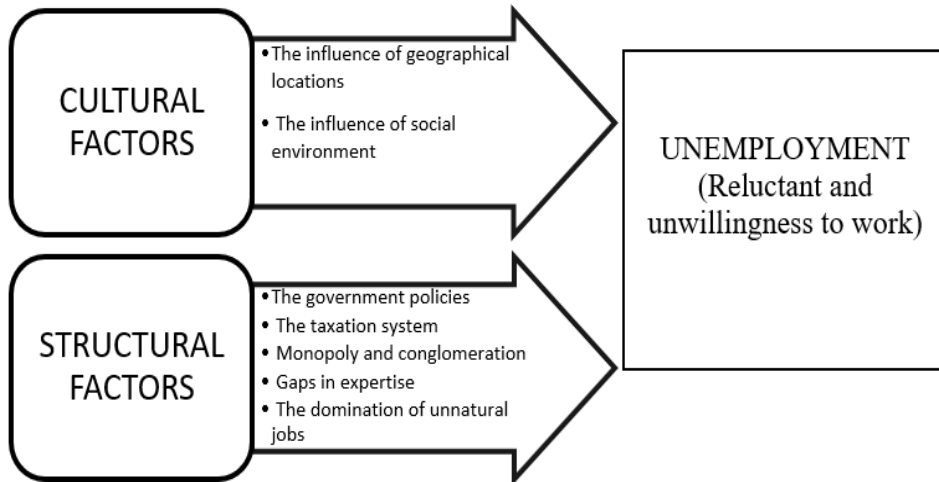 CULTURAL
FACTORS
•The influence of geographical
locations
• The influence of social
environment
STRUCTURAL
FACTORS
•The government policies
• The taxation system
• Monopoly and conglomeration
• Gaps in expertise
• The domination of unnatural
jobs
UNEMPLOYMENT
(Reluctant and
unwillingness to work)